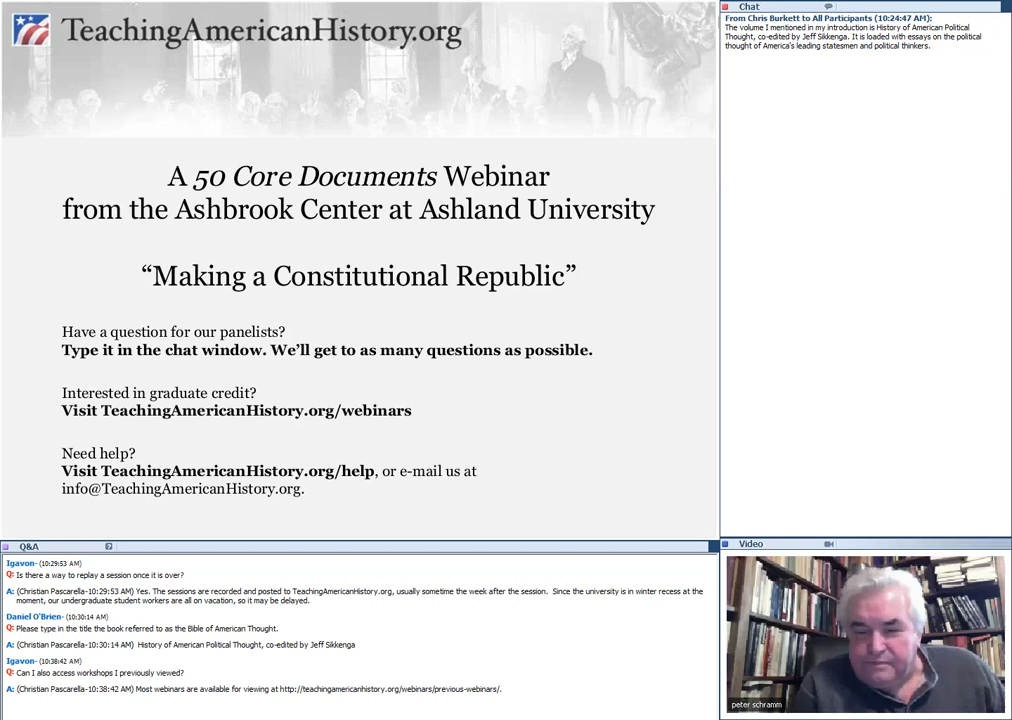 TeachingAmericanHistory.org
A 50 Core Documents Webinar
from the Ashbrook Center at Ashland University
“Making a Constitutional Republic”
Have a question for our panelists?
Type it in the chat window. We’ll get to as many questions as possible.
Interested in graduate credit?
Visit TeachingAmericanHistory.org/webinars
Need help?
Visit TeachingAmericanHistory.org/help, or e-mail us at
info@TeachingAmericanHistory.org.
Chat
From Chris Burkett to All Participants (10:24:47 AM):
The volume I mentioned in my introduction is History of American Political
Thought, co-edited by Jeff Sikkenga. It is loaded with essays on the political
thought of America's leading statesmen and political thinkers.
Q&A
Igavon- (10:29:53 AM)
Q: Is there a way to replay a session once it is over?
A: (Christian Pascarella-10:29:53 AM) Yes. The sessions are recorded and posted to TeachingAmericanHistory.org, usually sometime the week after the session. Since the university is in winter recess at the
moment, our undergraduate student workers are all on vacation, so it may be delayed.
Daniel O'Brien- (10:30:14 AM)
Q: Please type in the title the book referred to as the Bible of American Thought.
A: (Christian Pascarella-10:30:14 AM) History of American Political Thought, co-edited by Jeff Sikkenga
Igavon- (10:38:42 AM)
Q: Can I also access workshops I previously viewed?
A: (Christian Pascarella-10:38:42 AM) Most webinars are available for viewing at http://teachingamericanhistory.org/webinars/previous-webinars/.
Video
peter schramm